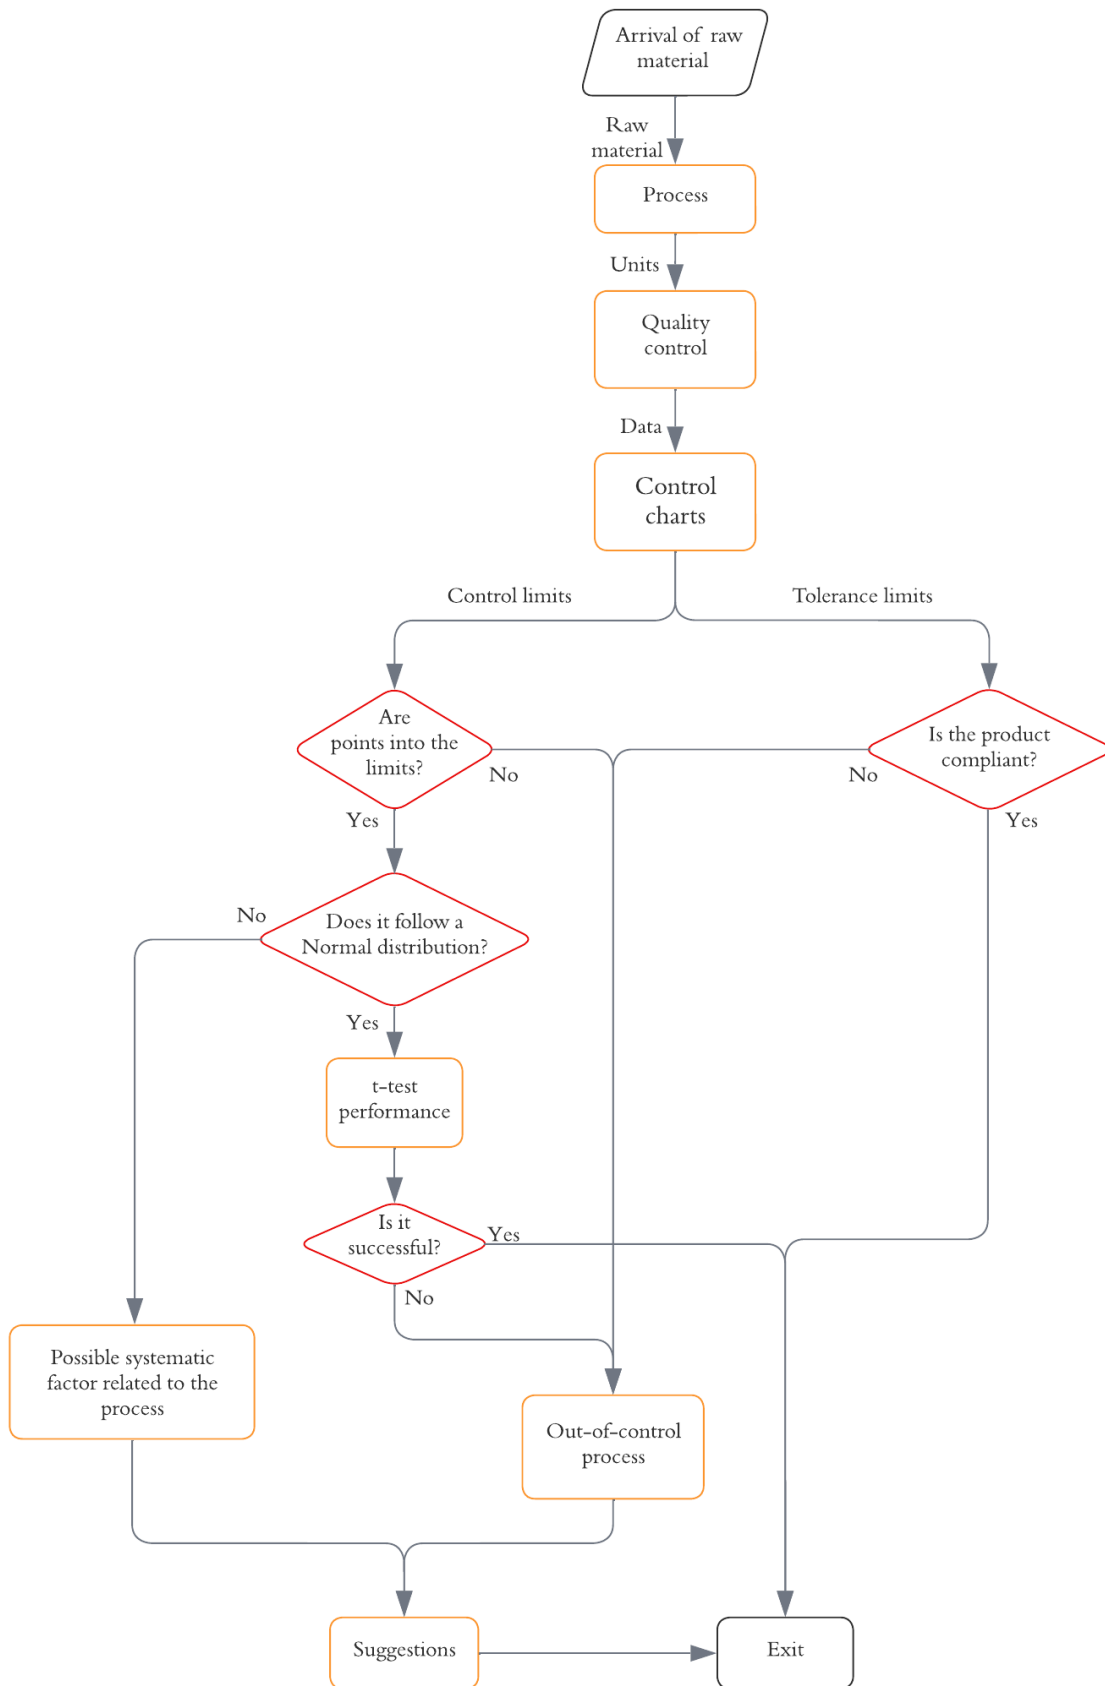 Arrival of raw
material
Raw
material
Process
Units
Quality
control
Data
Control
charts
Control limits
Tolerance limits
Are
points into the
limits?
No
Yes
Is the product
compliant?
No
Yes
Does it follow a
Normal distribution?
No
Yes
t-test
performance
Is it
successful?
Yes
No
Possible systematic
factor related to the
process
Out-of-control
process
Suggestions
Exit